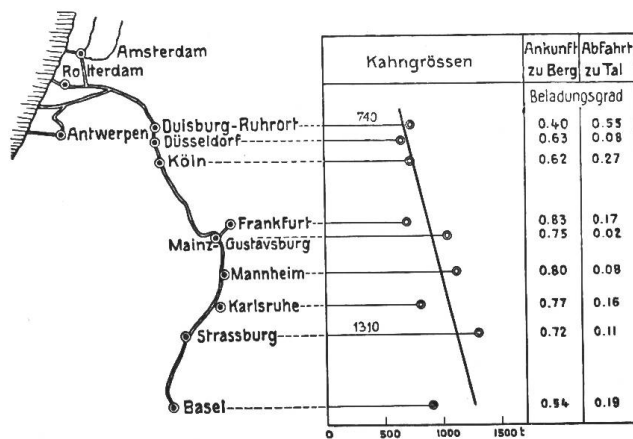 Amsterdam
Rotterdam
Antwerpen
Kahngrössen
Ankunft zu Berg
Abfahrt zu Tal
Beladungsgrad
Duisburg-Ruhrort 740 0.40 0.55
Düsseldorf 0.63 0.08
Köln 0.62 0.27
Frankfurt 0.83 0.17
Mainz-Gustavsburg 0.75 0.02
Mannheim 0.80 0.08
Karlsruhe 0.77 0.16
Strassburg 1310 0.72 0.11
Basel 0.54 0.19
0 500 1000 1500 t